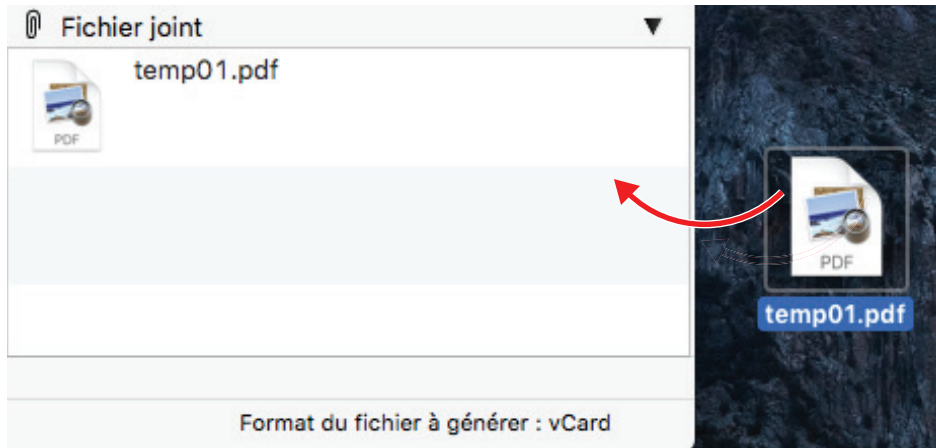 Fichier joint
temp01.pdf
PDF
PDF
temp01.pdf
Format du fichier à générer : vCard